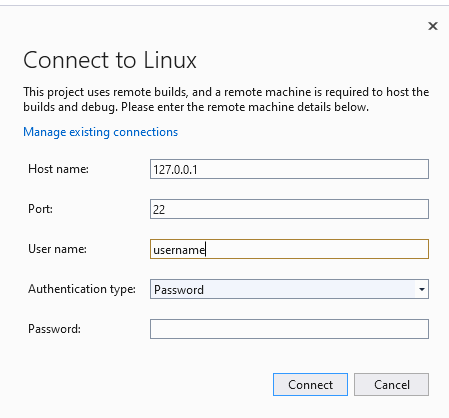 Connect to Linux
This project uses remote builds, and a remote machine is required to host the
builds and debug. Please enter the remote machine details below.
Manage existing connections
Host name: 127.0.0.1
Port: 22
User name: username
Authentication type: Password
Password:
Connect Cancel